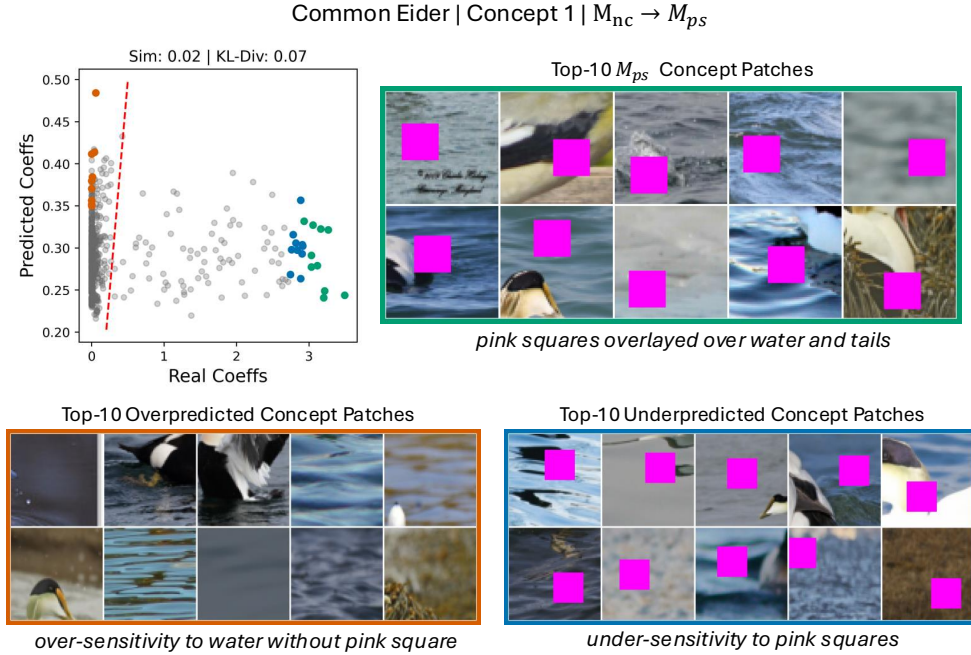 Common Eider | Concept 1 | M_nc → M_ps
Sim: 0.02 | KL-Div: 0.07
Predicted Coeffs
0.50
0.45
0.40
0.35
0.30
0.25
0.20
0 1 2 3
Real Coeffs
Top-10 M_ps Concept Patches
pink squares overlayed over water and tails
Top-10 Overpredicted Concept Patches
over-sensitivity to water without pink square
Top-10 Underpredicted Concept Patches
under-sensitivity to pink squares